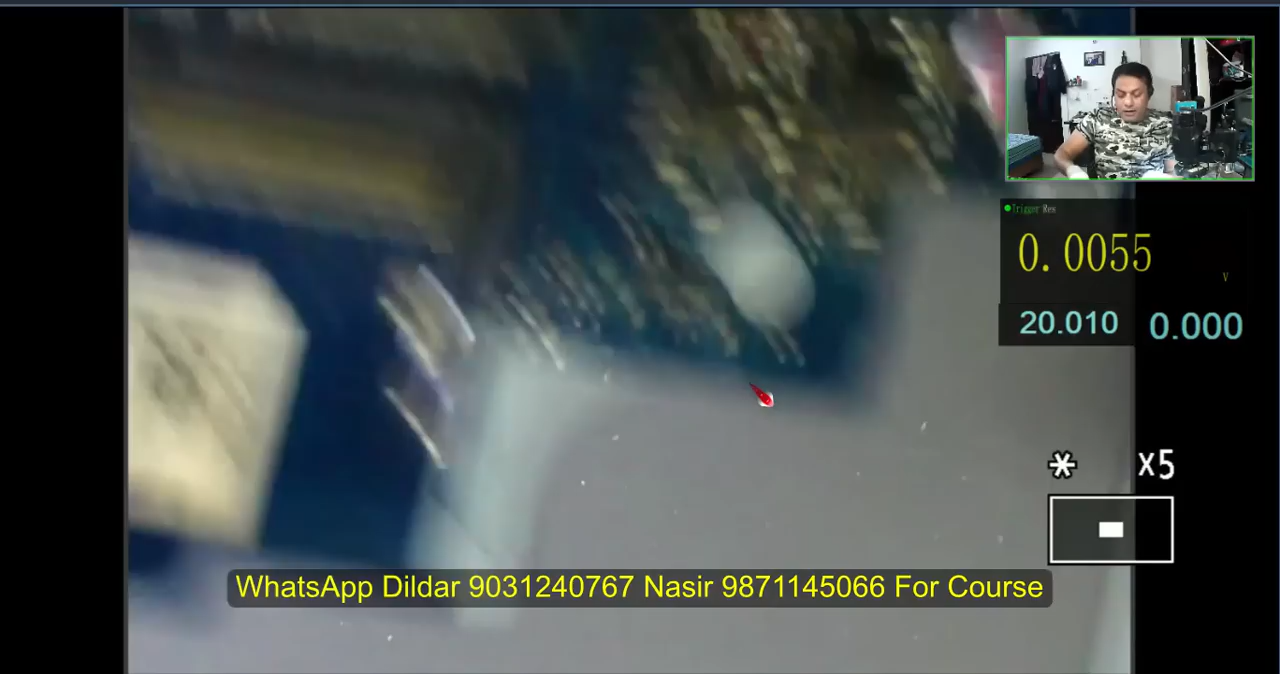 Trigger Res
0.0055
V
20.010 0.000
* X5
WhatsApp Dildar 9031240767 Nasir 9871145066 For Course